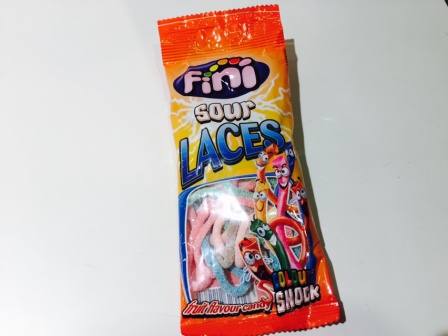 fini
sour
LACES
COLOUR
SHOCK
fruit flavour candy